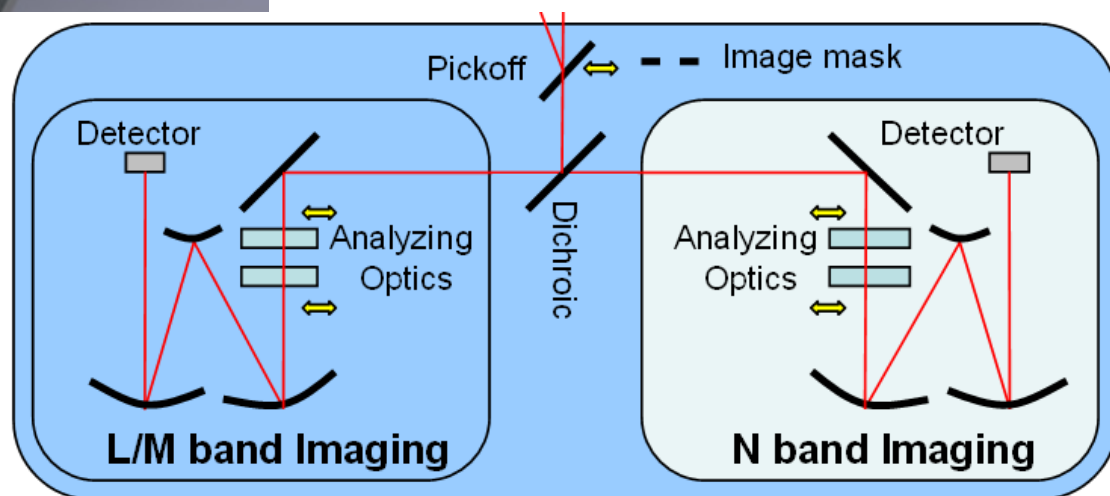 Pickoff
Image mask
Detector
Analyzing
Optics
Dichroic
Detector
Analyzing
Optics
L/M band Imaging
N band Imaging